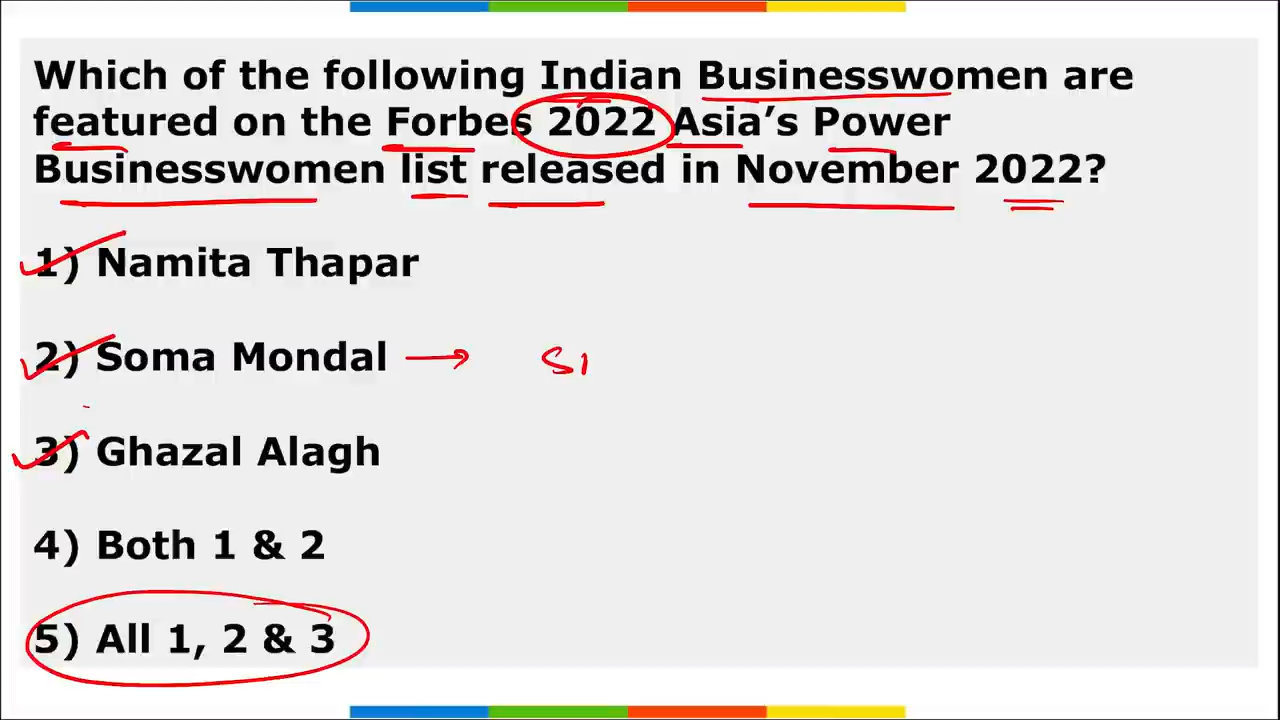 Which of the following Indian Businesswomen are
featured on the Forbes 2022 Asia’s Power
Businesswomen list released in November 2022?
1) Namita Thapar
2) Soma Mondal → SI
3) Ghazal Alagh
4) Both 1 & 2
5) All 1, 2 & 3